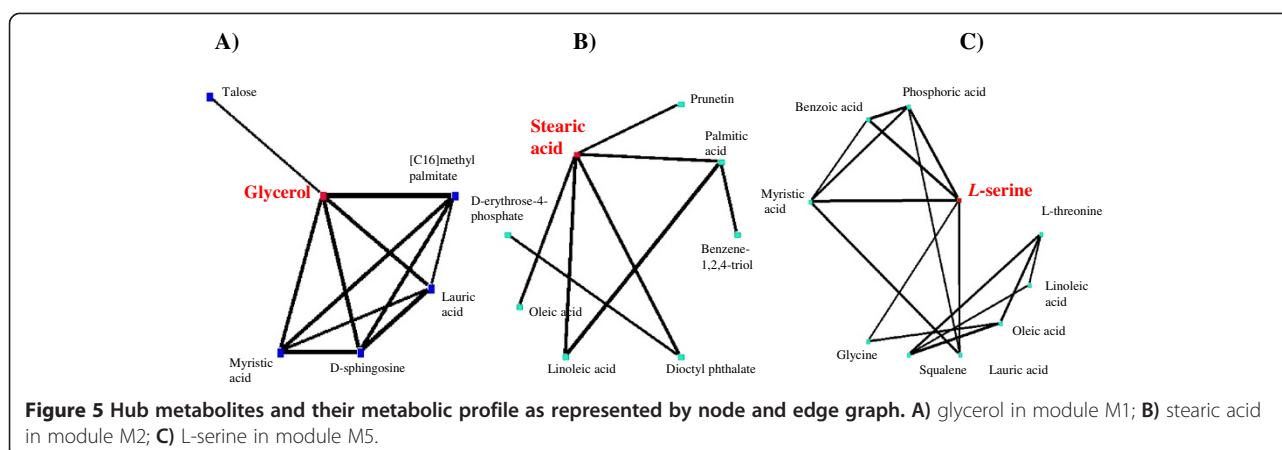 A)
B)
C)
Talose
Glycerol
[C16]methyl
palmitate
Lauric
acid
Myristic
acid
D-sphingosine
Prunetin
Stearic
acid
Palmitic
acid
D-erythrose-4-
phosphate
Benzene-
1,2,4-triol
Oleic acid
Linoleic acid
Dioctyl phthalate
Phosphoric acid
Benzoic acid
Myristic
acid
L-serine
L-threonine
Linoleic
acid
Oleic acid
Glycine
Squalene
Lauric acid
Figure 5 Hub metabolites and their metabolic profile as represented by node and edge graph. A) glycerol in module M1; B) stearic acid
in module M2; C) L-serine in module M5.